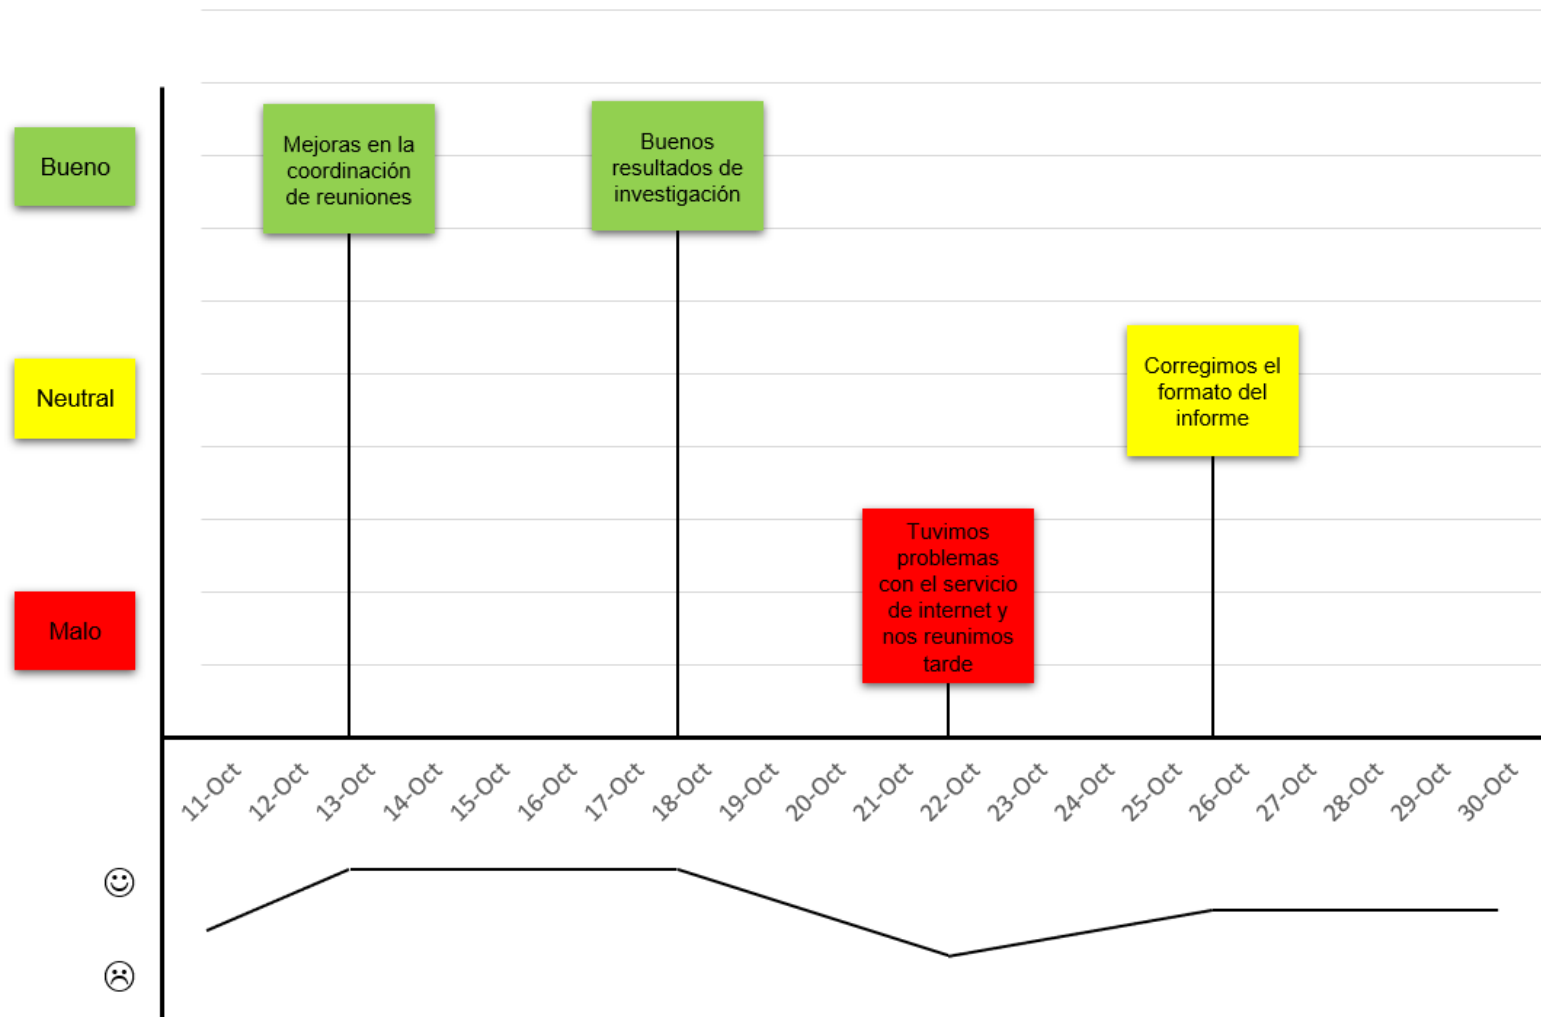 Bueno
Mejoras en la
coordinación
de reuniones
Buenos
resultados de
investigación
Neutral
Corregimos el
formato del
informe
Malo
Tuvimos
problemas
con el servicio
de internet y
nos reunimos
tarde
11-Oct
12-Oct
13-Oct
14-Oct
15-Oct
16-Oct
17-Oct
18-Oct
19-Oct
20-Oct
21-Oct
22-Oct
23-Oct
24-Oct
25-Oct
26-Oct
27-Oct
28-Oct
29-Oct
30-Oct